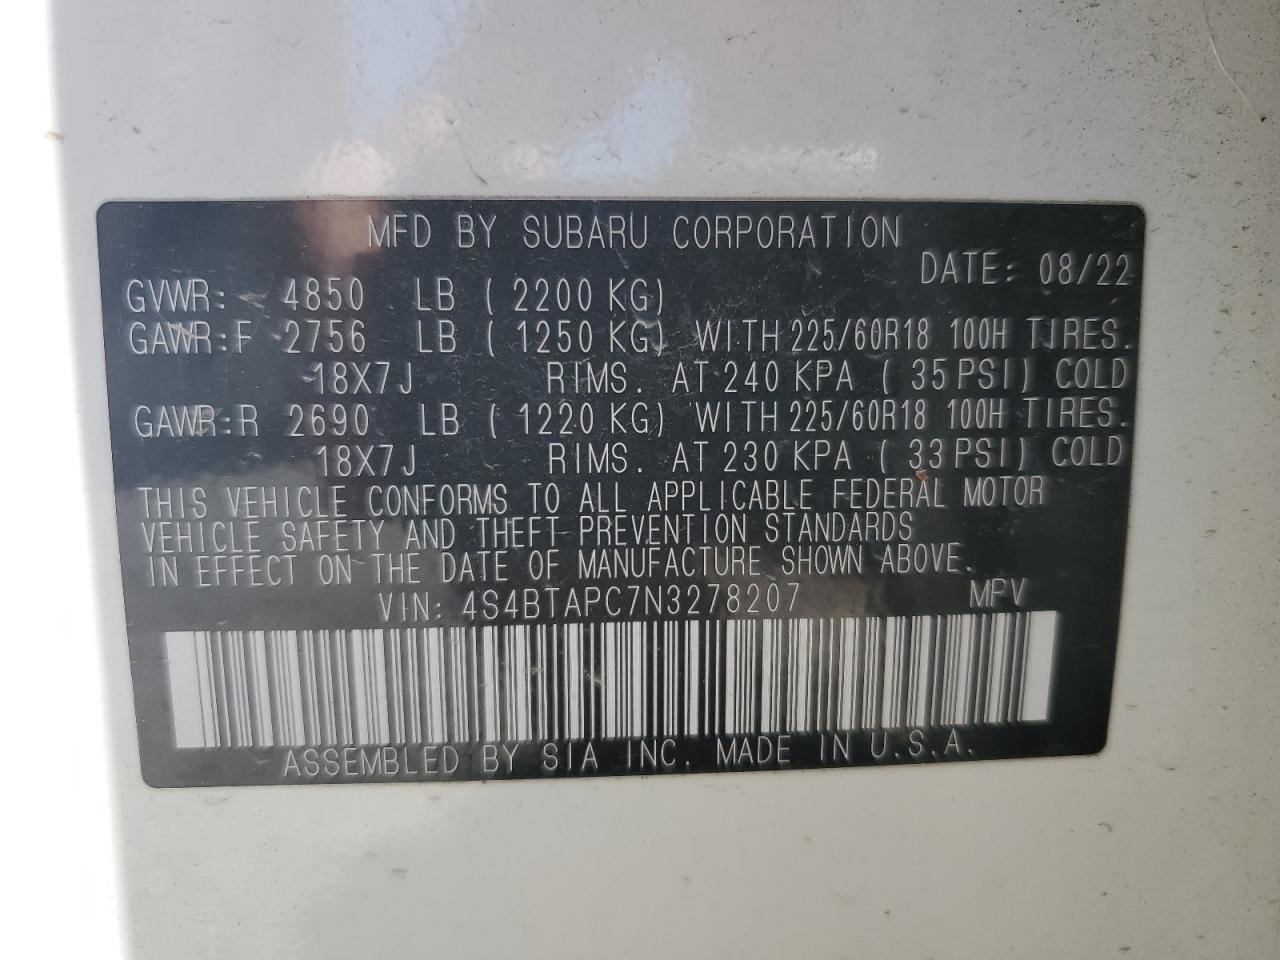 MFD BY SUBARU CORPORATION
DATE: 08/22
GVWR: 4850 LB ( 2200 KG)
GAWR:F 2756 LB ( 1250 KG) WITH 225/60R18 100H TIRES.
18X7J RIMS. AT 240 KPA ( 35 PSI) COLD
GAWR:R 2690 LB ( 1220 KG) WITH 225/60R18 100H TIRES.
18X7J RIMS. AT 230 KPA ( 33 PSI) COLD
THIS VEHICLE CONFORMS TO ALL APPLICABLE FEDERAL MOTOR
VEHICLE SAFETY AND THEFT PREVENTION STANDARDS
IN EFFECT ON THE DATE OF MANUFACTURE SHOWN ABOVE.
VIN: 4S4BTAPC7N3278207 MPV
ASSEMBLED BY SIA INC. MADE IN U.S.A.